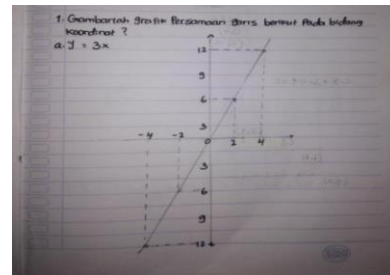 1. Gambarlah grafik Persamaan garis berikut Pada bidang
Koordinat ?
a. y = 3x
12
9
6
3
-4 -2 0 2 4
3
-6
9
-12